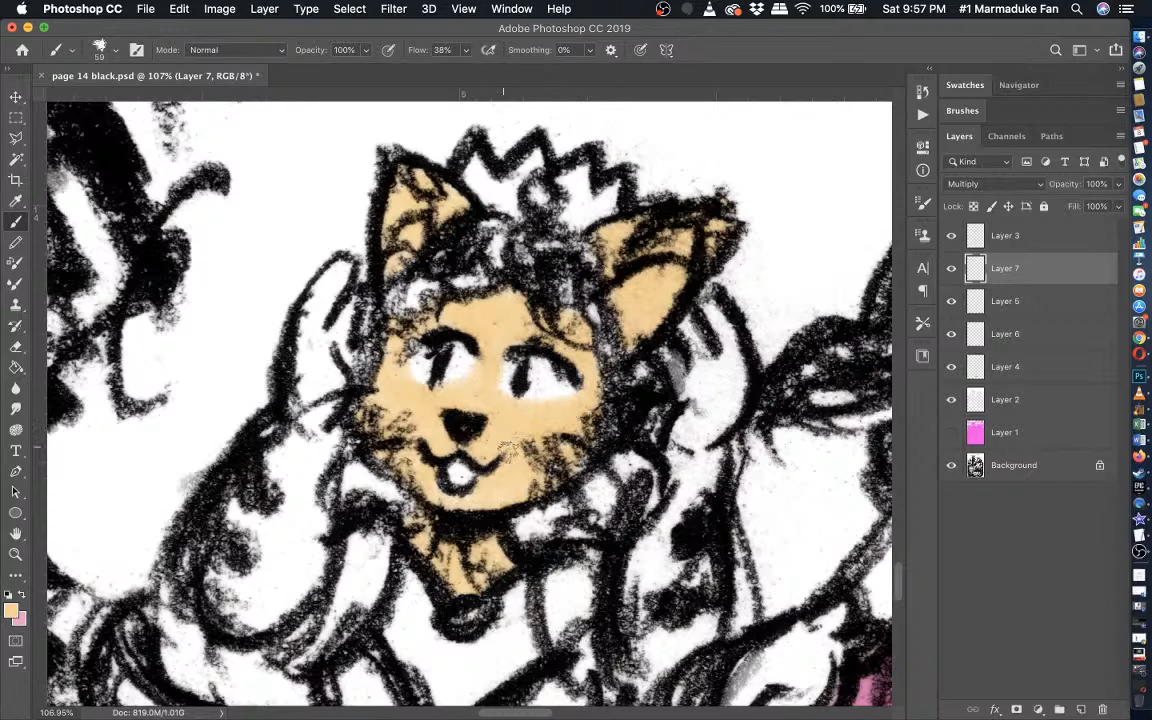 Photoshop CC File Edit Image Layer Type Select Filter 3D View Window Help 100% Sat 9:57 PM #1 Marmaduke Fan
Adobe Photoshop CC 2019
59 Mode: Normal Opacity: 100% Flow: 38% Smoothing: 0%
page 14 black.psd @ 107% (Layer 7, RGB/8*) *
Swatches Navigator
Brushes
Layers Channels Paths
Kind
Multiply Opacity: 100%
Lock: Fill: 100%
Layer 3
Layer 7
Layer 5
Layer 6
Layer 4
Layer 2
Layer 1
Background
106.95% Doc: 819.0M/1.01G